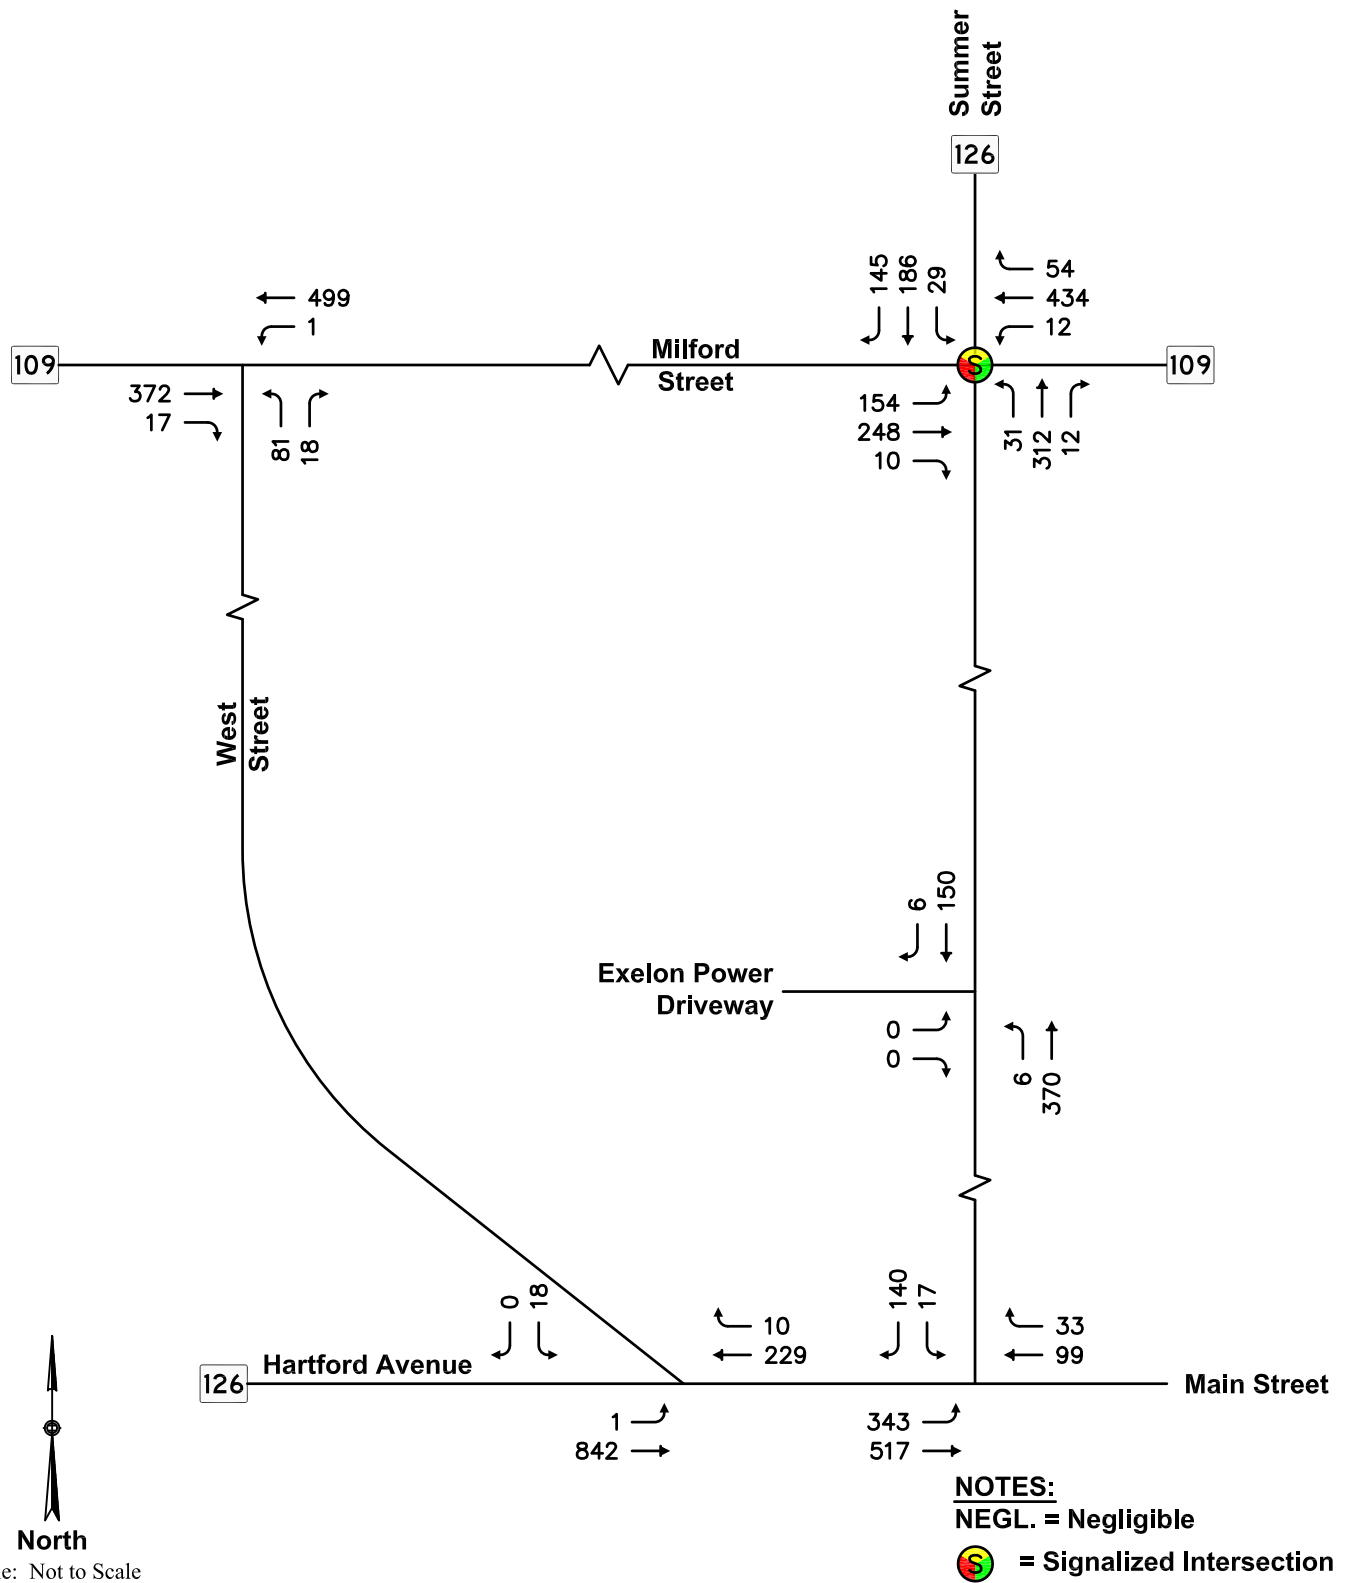 Summer
Street
126
145
186
29
54
434
12
499
1
109
Milford
Street
S
109
372
17
81
18
154
248
10
31
312
12
West
Street
6
150
Exelon Power
Driveway
0
0
6
370
0
18
10
229
140
17
33
99
126
Hartford Avenue
Main Street
1
842
343
517
North
e: Not to Scale
NOTES:
NEGL. = Negligible
S = Signalized Intersection